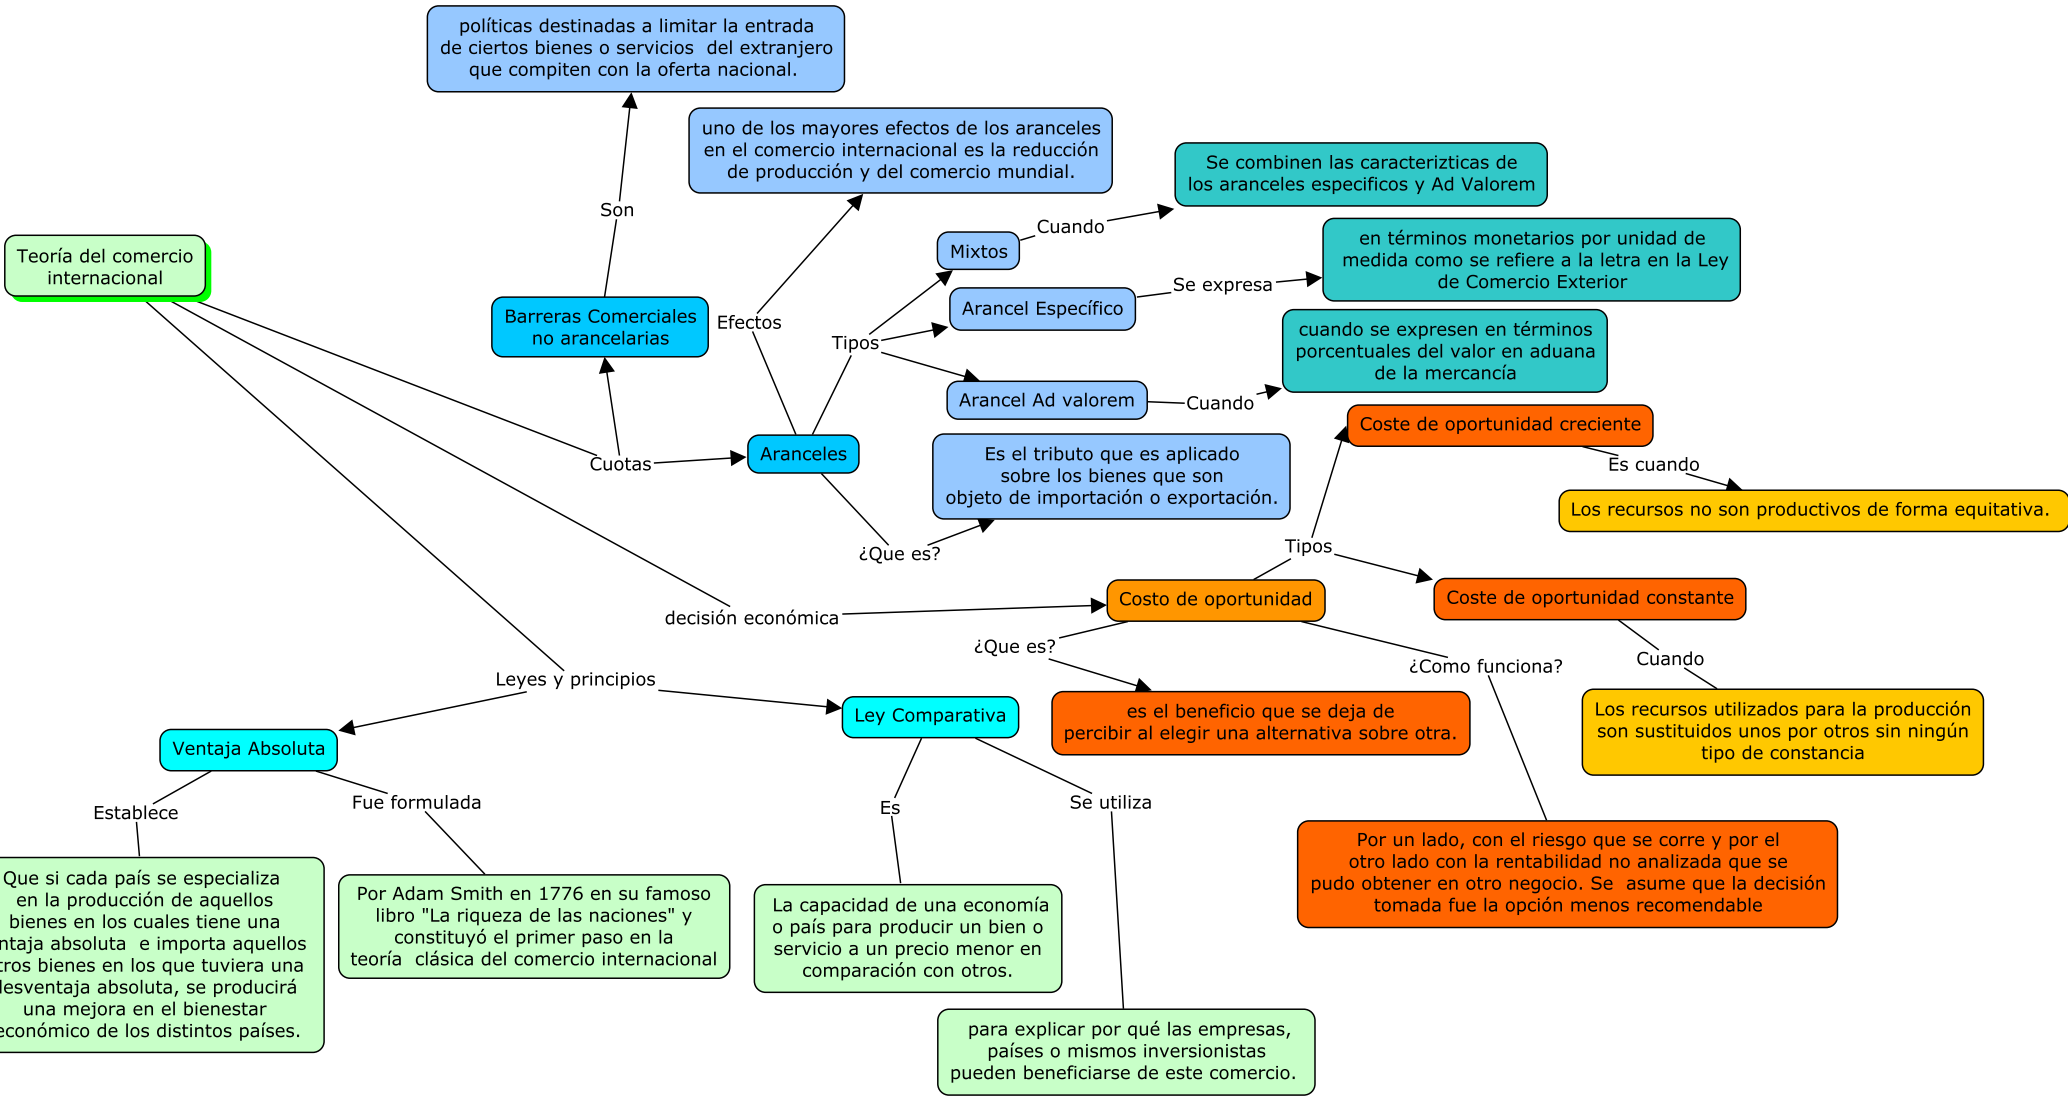 políticas destinadas a limitar la entrada
de ciertos bienes o servicios  del extranjero
que compiten con la oferta nacional.
uno de los mayores efectos de los aranceles
en el comercio internacional es la reducción
de producción y del comercio mundial.
Se combinen las caracterizticas de
los aranceles especificos y Ad Valorem
Son
Cuando
Mixtos
en términos monetarios por unidad de
medida como se refiere a la letra en la Ley
de Comercio Exterior
Teoría del comercio
internacional
Se expresa
Arancel Específico
Barreras Comerciales
no arancelarias
Efectos
Tipos
cuando se expresen en términos
porcentuales del valor en aduana
de la mercancía
Arancel Ad valorem
Cuando
Coste de oportunidad creciente
Cuotas
Aranceles
Es el tributo que es aplicado
sobre los bienes que son
objeto de importación o exportación.
Es cuando
Los recursos no son productivos de forma equitativa.
¿Que es?
Tipos
Costo de oportunidad
Coste de oportunidad constante
decisión económica
¿Que es?
¿Como funciona?
Cuando
Leyes y principios
Ley Comparativa
es el beneficio que se deja de
percibir al elegir una alternativa sobre otra.
Los recursos utilizados para la producción
son sustituidos unos por otros sin ningún
tipo de constancia
Ventaja Absoluta
Establece
Fue formulada
Es
Se utiliza
Por un lado, con el riesgo que se corre y por el
otro lado con la rentabilidad no analizada que se
pudo obtener en otro negocio. Se  asume que la decisión
tomada fue la opción menos recomendable
Que si cada país se especializa
en la producción de aquellos
bienes en los cuales tiene una
ntaja absoluta  e importa aquellos
tros bienes en los que tuviera una
desventaja absoluta, se producirá
una mejora en el bienestar
económico de los distintos países.
Por Adam Smith en 1776 en su famoso
libro "La riqueza de las naciones" y
constituyó el primer paso en la
teoría  clásica del comercio internacional
La capacidad de una economía
o país para producir un bien o
servicio a un precio menor en
comparación con otros.
para explicar por qué las empresas,
países o mismos inversionistas
pueden beneficiarse de este comercio.